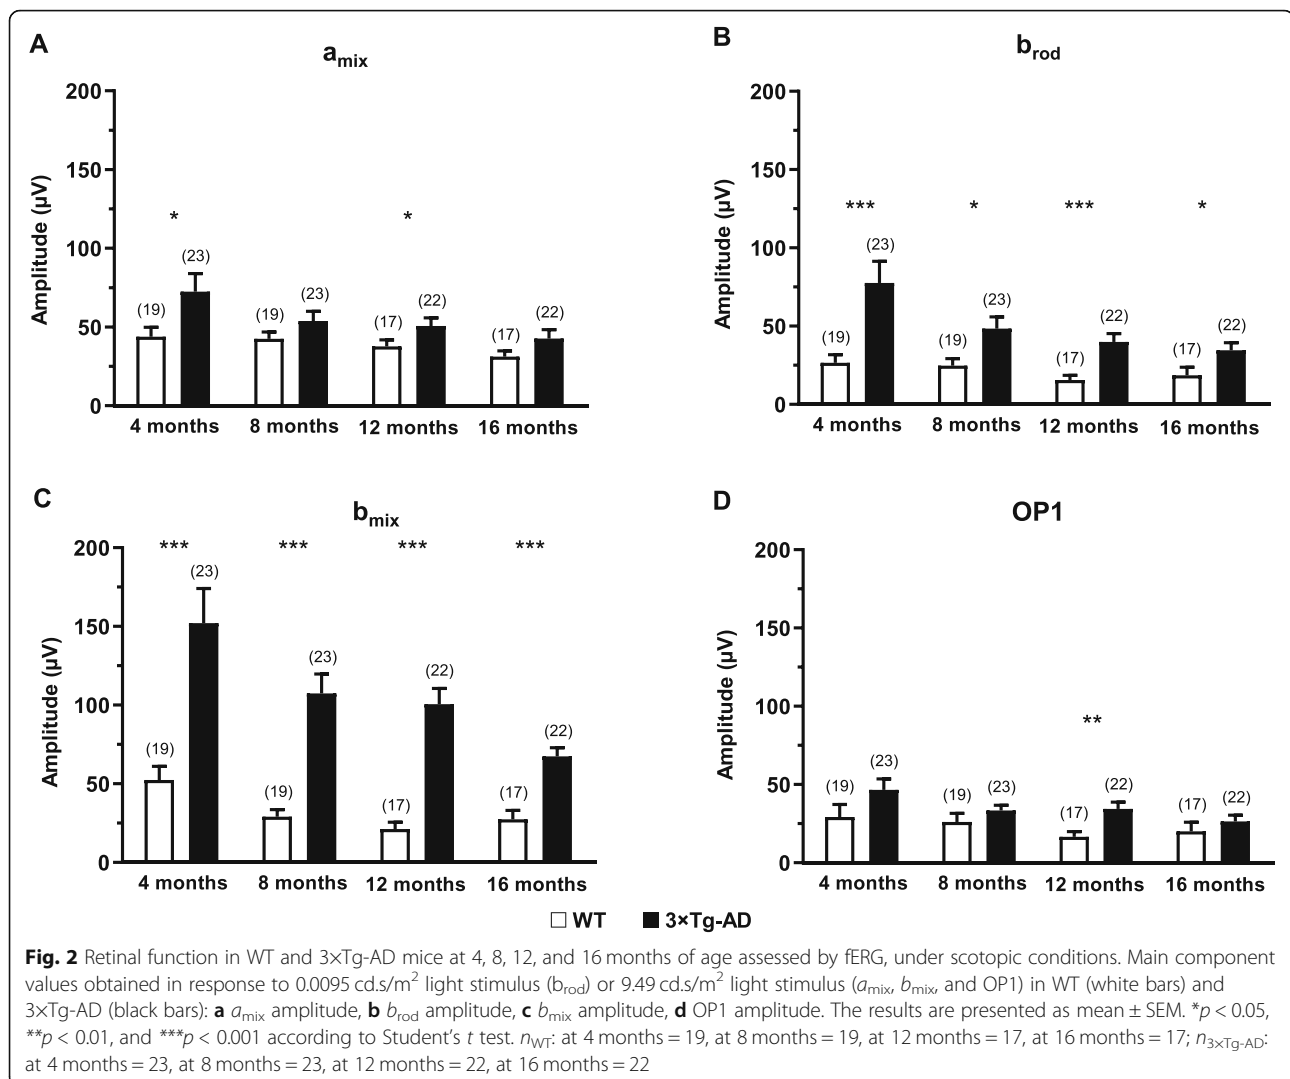 A
a_mix
200
150
100
50
0
Amplitude (µV)
*
*
(19)
(23)
(19)
(23)
(17)
(22)
(17)
(22)
4 months
8 months
12 months
16 months
B
b_rod
200
150
100
50
0
Amplitude (µV)
***
*
***
*
(19)
(23)
(19)
(23)
(17)
(22)
(17)
(22)
4 months
8 months
12 months
16 months
C
b_mix
200
150
100
50
0
Amplitude (µV)
***
***
***
***
(19)
(23)
(19)
(23)
(17)
(22)
(17)
(22)
4 months
8 months
12 months
16 months
D
OP1
200
150
100
50
0
Amplitude (µV)
**
(19)
(23)
(19)
(23)
(17)
(22)
(17)
(22)
4 months
8 months
12 months
16 months
WT
3×Tg-AD
Fig. 2 Retinal function in WT and 3×Tg-AD mice at 4, 8, 12, and 16 months of age assessed by fERG, under scotopic conditions. Main component
values obtained in response to 0.0095 cd.s/m² light stimulus (b_rod) or 9.49 cd.s/m² light stimulus (a_mix, b_mix, and OP1) in WT (white bars) and
3×Tg-AD (black bars): a a_mix amplitude, b b_rod amplitude, c b_mix amplitude, d OP1 amplitude. The results are presented as mean ± SEM. *p < 0.05,
**p < 0.01, and ***p < 0.001 according to Student's t test. n_WT: at 4 months = 19, at 8 months = 19, at 12 months = 17, at 16 months = 17; n_3×Tg-AD:
at 4 months = 23, at 8 months = 23, at 12 months = 22, at 16 months = 22